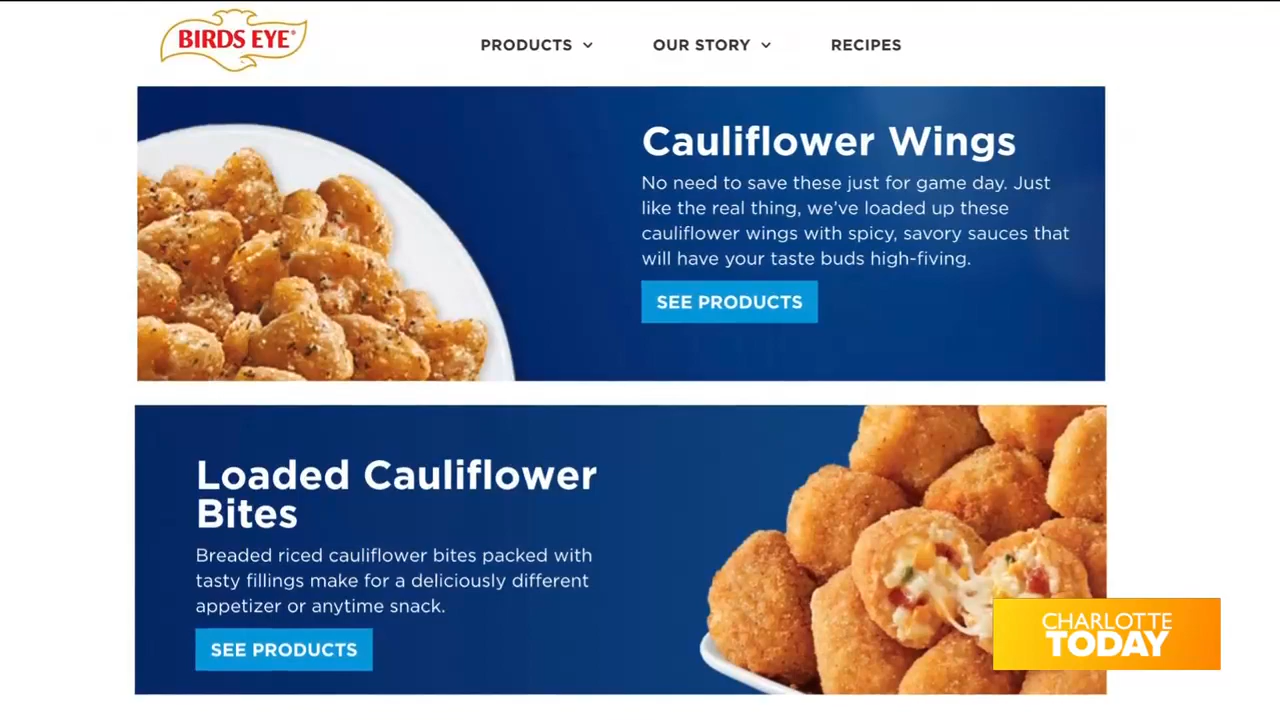 BIRDS EYE®
PRODUCTS
OUR STORY
RECIPES
Cauliflower Wings
No need to save these just for game day. Just
like the real thing, we’ve loaded up these
cauliflower wings with spicy, savory sauces that
will have your taste buds high-fiving.
SEE PRODUCTS
Loaded Cauliflower
Bites
Breaded riced cauliflower bites packed with
tasty fillings make for a deliciously different
appetizer or anytime snack.
SEE PRODUCTS
CHARLOTTE
TODAY